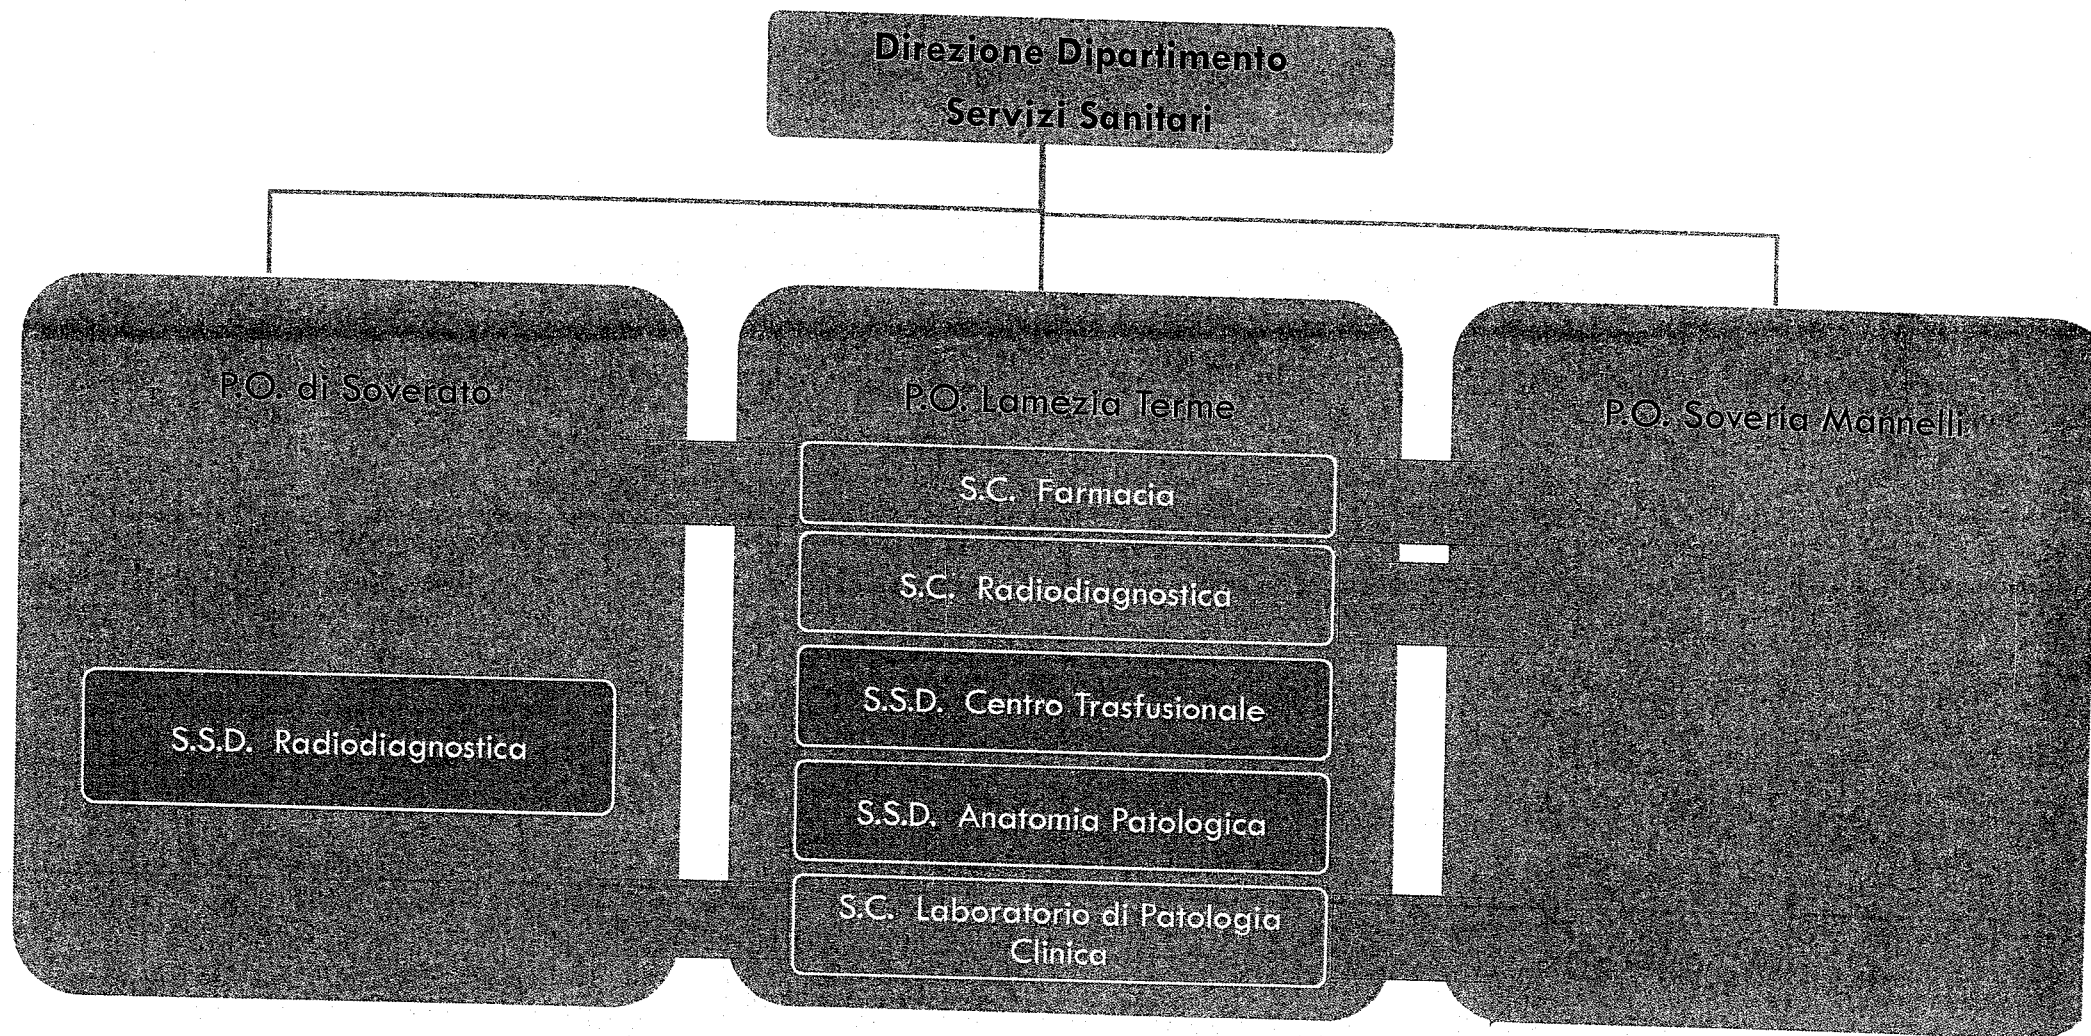 Direzione Dipartimento
Servizi Sanitari
P.O. di Soverato
P.O. Lamezia Terme
P.O. Soveria Mannelli
S.C. Farmacia
S.C. Radiodiagnostica
S.S.D. Centro Trasfusionale
S.S.D. Radiodiagnostica
S.S.D. Anatomia Patologica
S.C. Laboratorio di Patologia
Clinica